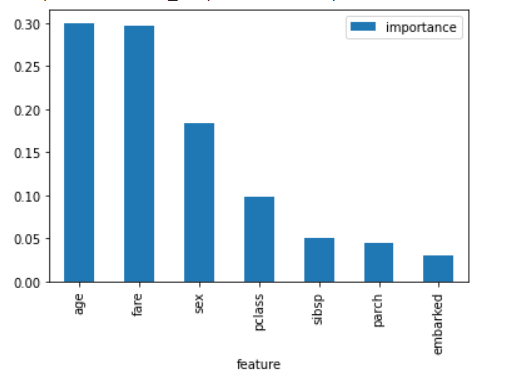 0.30
0.25
0.20
0.15
0.10
0.05
0.00
importance
age
fare
sex
pclass
sibsp
parch
embarked
feature